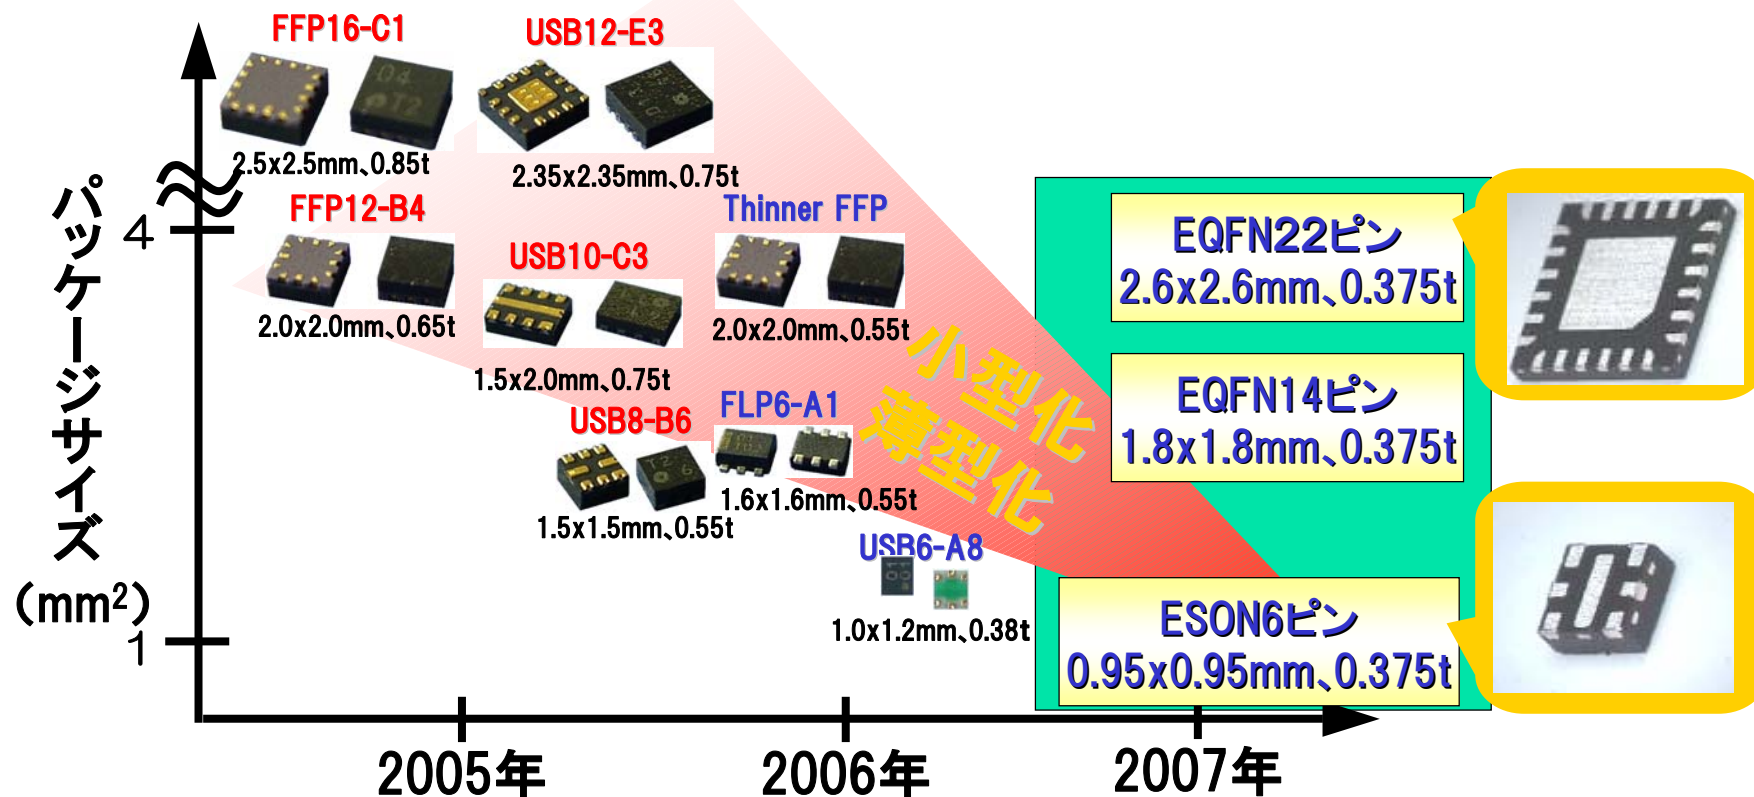 FFP16-C1
2.5x2.5mm、0.85t
USB12-E3
2.35x2.35mm、0.75t
FFP12-B4
2.0x2.0mm、0.65t
USB10-C3
1.5x2.0mm、0.75t
Thinner FFP
2.0x2.0mm、0.55t
USB8-B6
1.5x1.5mm、0.55t
FLP6-A1
1.6x1.6mm、0.55t
USB6-A8
1.0x1.2mm、0.38t
小型化
薄型化
EQFN22ピン
2.6x2.6mm、0.375t
EQFN14ピン
1.8x1.8mm、0.375t
ESON6ピン
0.95x0.95mm、0.375t
パッケージサイズ
(mm²)
4
1
2005年
2006年
2007年
04
T2
T2
6
01